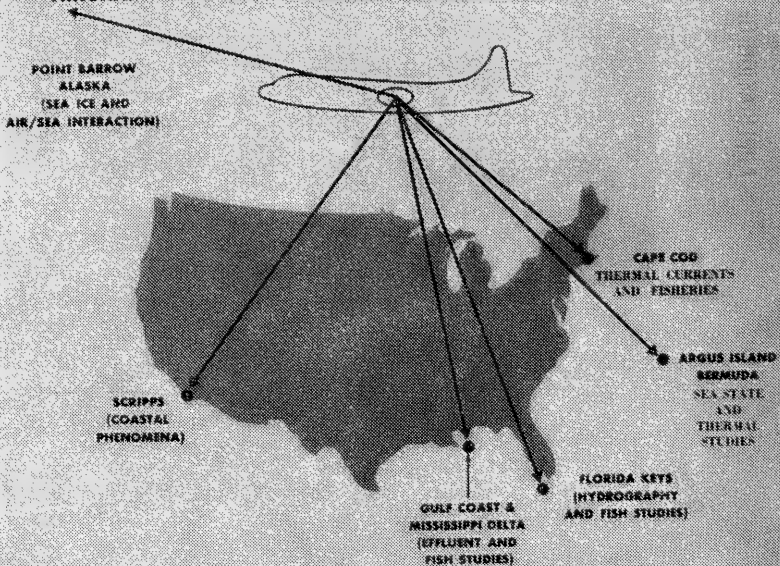 POINT BARROW
ALASKA
(SEA ICE AND
AIR/SEA INTERACTION)
CAPE COD
THERMAL CURRENTS
AND FISHERIES
ARGUS ISLAND
BERMUDA
SEA STATE
AND
THERMAL
STUDIES
SCRIPPS
(COASTAL
PHENOMENA)
FLORIDA KEYS
(HYDROGRAPHY
AND FISH STUDIES)
GULF COAST &
MISSISSIPPI DELTA
(EFFLUENT AND
FISH STUDIES)